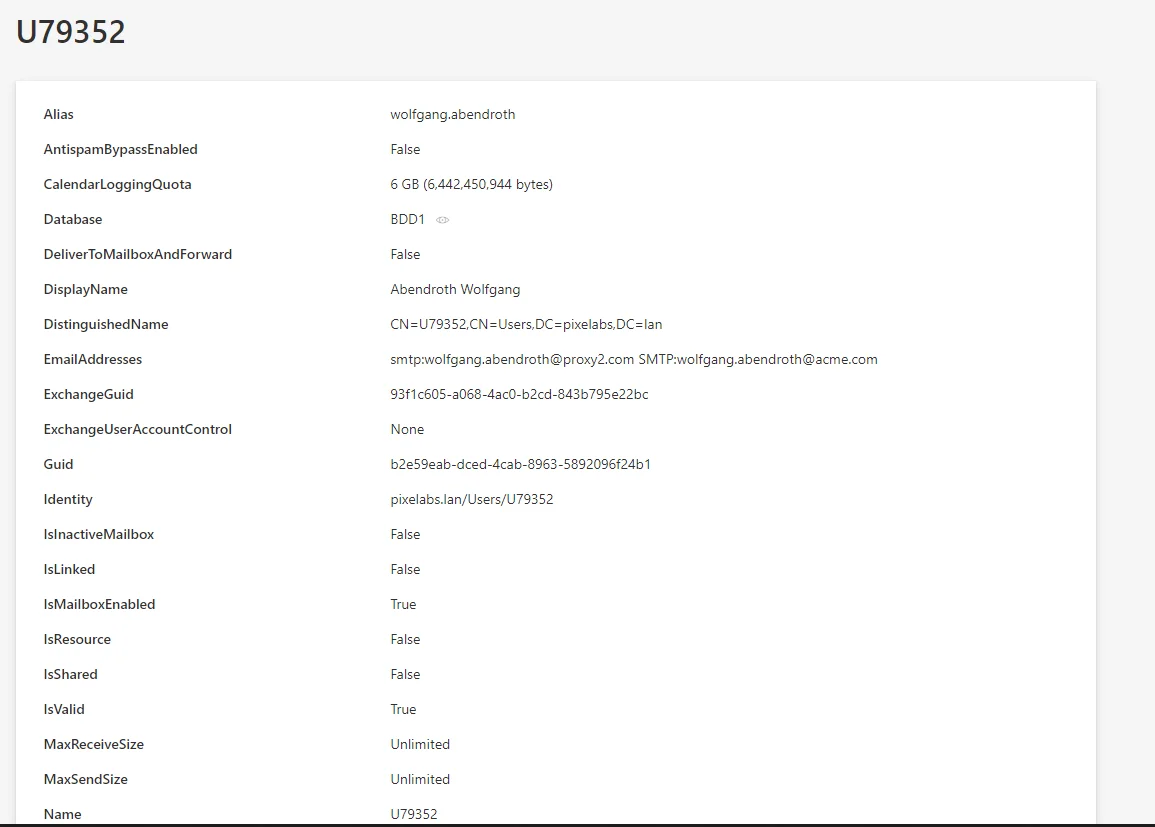 U79352
Alias wolfgang.abendroth
AntispamBypassEnabled False
CalendarLoggingQuota 6 GB (6,442,450,944 bytes)
Database BDD1
DeliverToMailboxAndForward False
DisplayName Abendroth Wolfgang
DistinguishedName CN=U79352,CN=Users,DC=pixelabs,DC=lan
EmailAddresses smtp:wolfgang.abendroth@proxy2.com SMTP:wolfgang.abendroth@acme.com
ExchangeGuid 93f1c605-a068-4ac0-b2cd-843b795e22bc
ExchangeUserAccountControl None
Guid b2e59eab-dced-4cab-8963-5892096f24b1
Identity pixelabs.lan/Users/U79352
IsInactiveMailbox False
IsLinked False
IsMailboxEnabled True
IsResource False
IsShared False
IsValid True
MaxReceiveSize Unlimited
MaxSendSize Unlimited
Name U79352